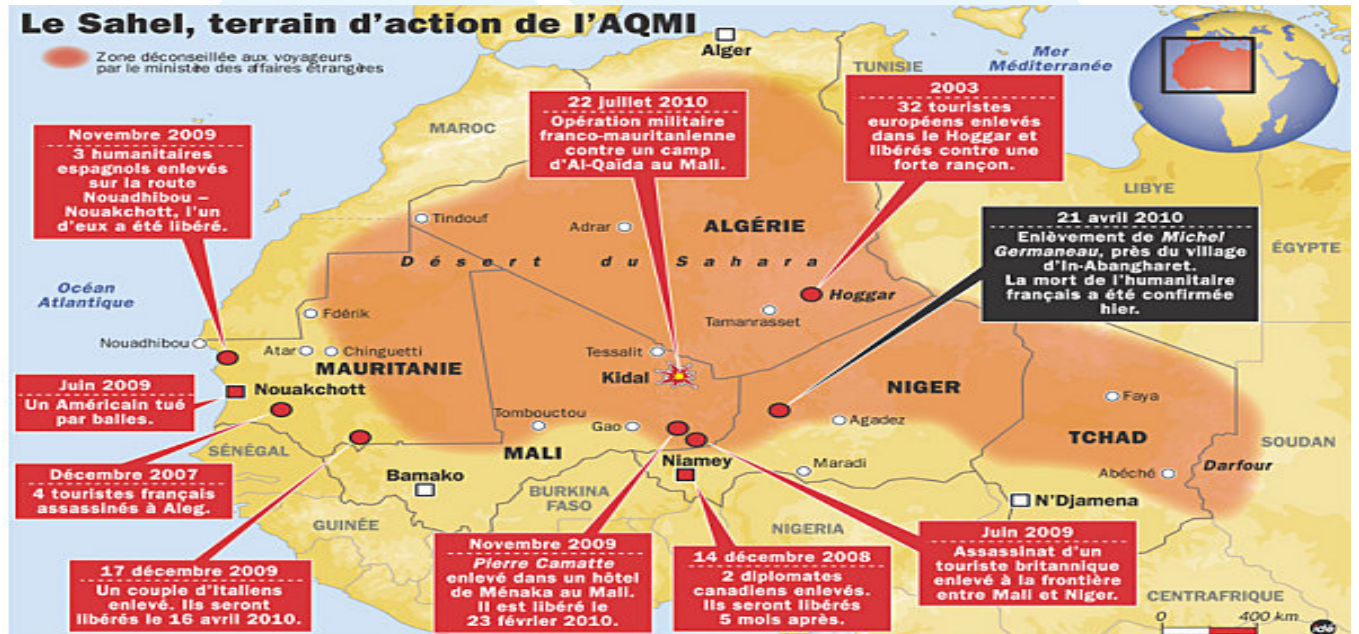 Le Sahel, terrain d'action de l'AQMI
Zone déconseillée aux voyageurs
par le ministère des affaires étrangères
Alger
TUNISIE
Mer
Méditerranée
MAROC
22 juillet 2010
Opération militaire
franco-mauritanienne
contre un camp
d'Al-Qaïda au Mali.
2003
32 touristes
européens enlevés
dans le Hoggar et
libérés contre une
forte rançon.
Novembre 2009
3 humanitaires
espagnols enlevés
sur la route
Nouadhibou –
Nouakchott, l'un
d'eux a été libéré.
LIBYE
ÉGYPTE
Tindouf
Adrar
ALGÉRIE
21 avril 2010
Enlèvement de Michel
Germaneau, près du village
d'In-Abangharet.
La mort de l'humanitaire
français a été confirmée
hier.
Désert du Sahara
Océan
Atlantique
Hoggar
Tamanrasset
Fdérik
Nouadhibou
Atar
Chinguetti
MAURITANIE
Tessalit
Kidal
NIGER
Juin 2009
Un Américain tué
par balles.
Nouakchott
Faya
Tombouctou
Gao
Agadez
TCHAD
SOUDAN
SÉNÉGAL
MALI
Niamey
Maradi
Abéché
Darfour
Décembre 2007
4 touristes français
assassinés à Aleg.
Bamako
BURKINA
FASO
N'Djamena
GUINÉE
NIGERIA
17 décembre 2009
Un couple d'Italiens
enlevé. Ils seront
libérés le 16 avril 2010.
Novembre 2009
Pierre Camatte
enlevé dans un hôtel
de Ménaka au Mali.
Il est libéré le
23 février 2010.
14 décembre 2008
2 diplomates
canadiens enlevés.
Ils seront libérés
5 mois après.
Juin 2009
Assassinat d'un
touriste britannique
enlevé à la frontière
entre Mali et Niger.
CENTRAFRIQUE
0 400 km
idé